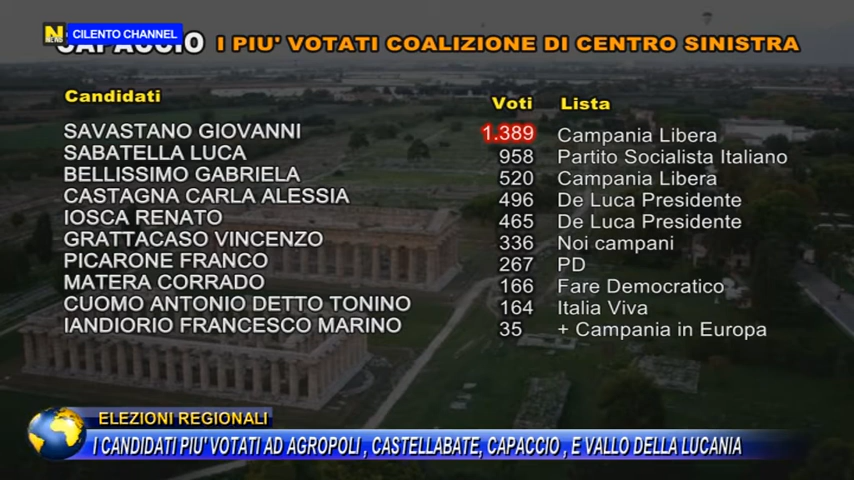 N
NEWS
CILENTO CHANNEL
CAPACCIO I PIU' VOTATI COALIZIONE DI CENTRO SINISTRA
Candidati Voti Lista
SAVASTANO GIOVANNI 1.389 Campania Libera
SABATELLA LUCA 958 Partito Socialista Italiano
BELLISSIMO GABRIELA 520 Campania Libera
CASTAGNA CARLA ALESSIA 496 De Luca Presidente
IOSCA RENATO 465 De Luca Presidente
GRATTACASO VINCENZO 336 Noi campani
PICARONE FRANCO 267 PD
MATERA CORRADO 166 Fare Democratico
CUOMO ANTONIO DETTO TONINO 164 Italia Viva
IANDIORIO FRANCESCO MARINO 35 + Campania in Europa
ELEZIONI REGIONALI
I CANDIDATI PIU' VOTATI AD AGROPOLI , CASTELLABATE, CAPACCIO , E VALLO DELLA LUCANIA